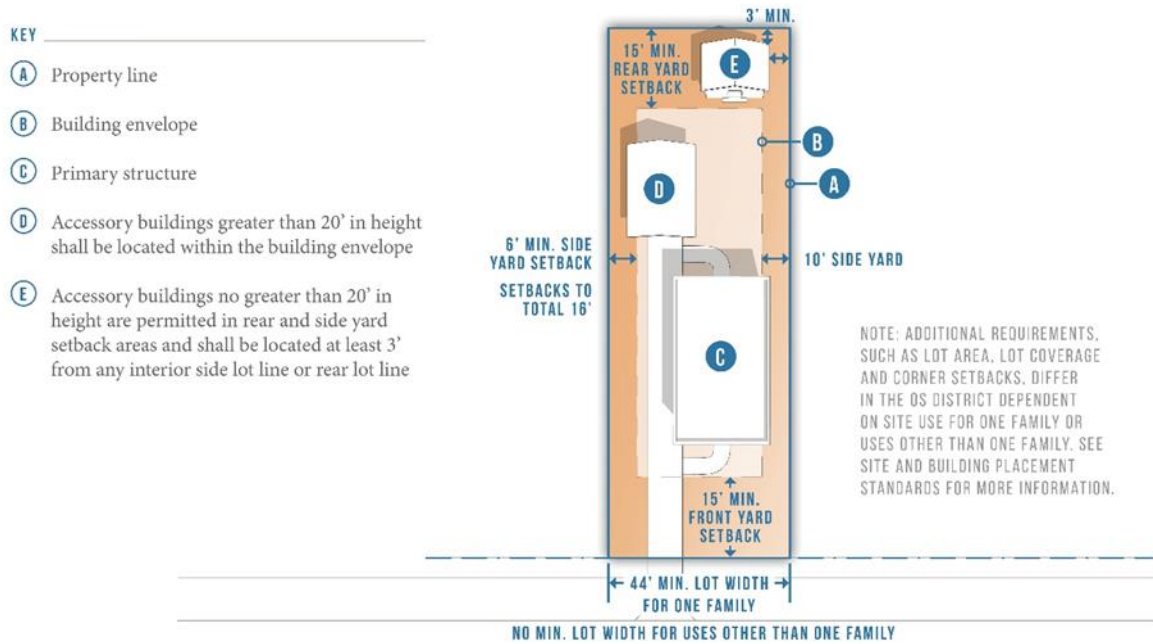 KEY
A Property line
B Building envelope
C Primary structure
D Accessory buildings greater than 20’ in height
shall be located within the building envelope
E Accessory buildings no greater than 20’ in
height are permitted in rear and side yard
setback areas and shall be located at least 3’
from any interior side lot line or rear lot line
3’ MIN.
15’ MIN.
REAR YARD
SETBACK
E
B
A
D
6’ MIN. SIDE
YARD SETBACK
SETBACKS TO
TOTAL 16’
10’ SIDE YARD
C
NOTE: ADDITIONAL REQUIREMENTS,
SUCH AS LOT AREA, LOT COVERAGE
AND CORNER SETBACKS, DIFFER
IN THE OS DISTRICT DEPENDENT
ON SITE USE FOR ONE FAMILY OR
USES OTHER THAN ONE FAMILY. SEE
SITE AND BUILDING PLACEMENT
STANDARDS FOR MORE INFORMATION.
15’ MIN.
FRONT YARD
SETBACK
44’ MIN. LOT WIDTH
FOR ONE FAMILY
NO MIN. LOT WIDTH FOR USES OTHER THAN ONE FAMILY